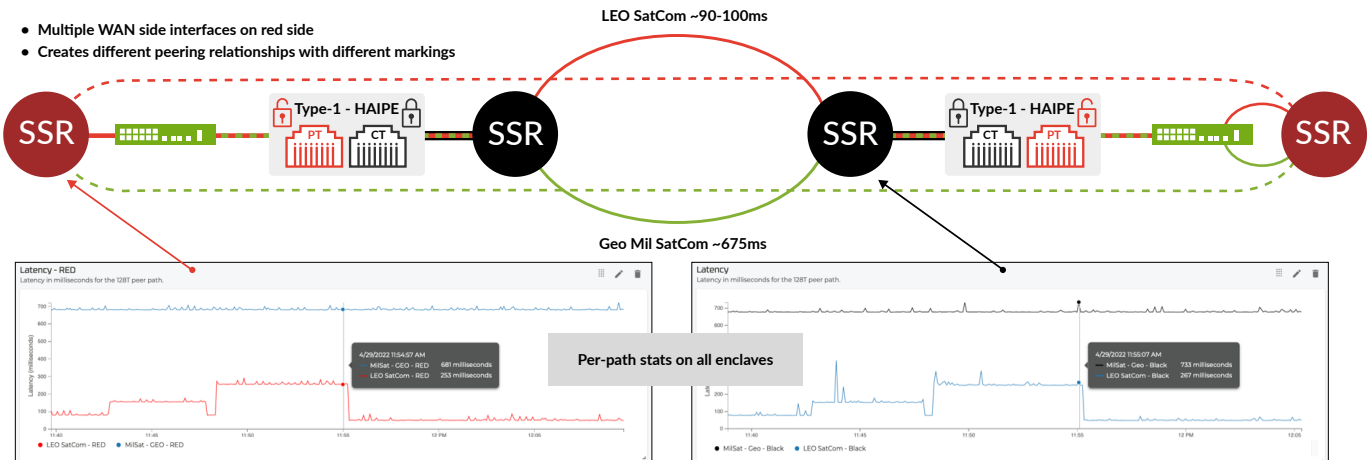 LEO SatCom ~90-100ms
● Multiple WAN side interfaces on red side
● Creates different peering relationships with different markings
SSR
Type-1 - HAIPE
PT
CT
SSR
SSR
Type-1 - HAIPE
CT
PT
SSR
Geo Mil SatCom ~675ms
Latency - RED
Latency in milliseconds for the 128T peer path.
Latency (milliseconds)
700
600
500
400
300
200
100
0
4/29/2022 11:54:57 AM
MilSat - GEO - RED 681 milliseconds
LEO SatCom - RED 253 milliseconds
11:40
11:45
11:50
11:55
12 PM
12:05
LEO SatCom - RED
MilSat - GEO - RED
Per-path stats on all enclaves
Latency
Latency in milliseconds for the 128T peer path.
700
600
200
100
0
4/29/2022 11:55:07 AM
MilSat - Geo - Black 733 milliseconds
LEO SatCom - Black 267 milliseconds
11:40
11:45
11:50
11:55
12 PM
12:05
MilSat - Geo - Black
LEO SatCom - Black